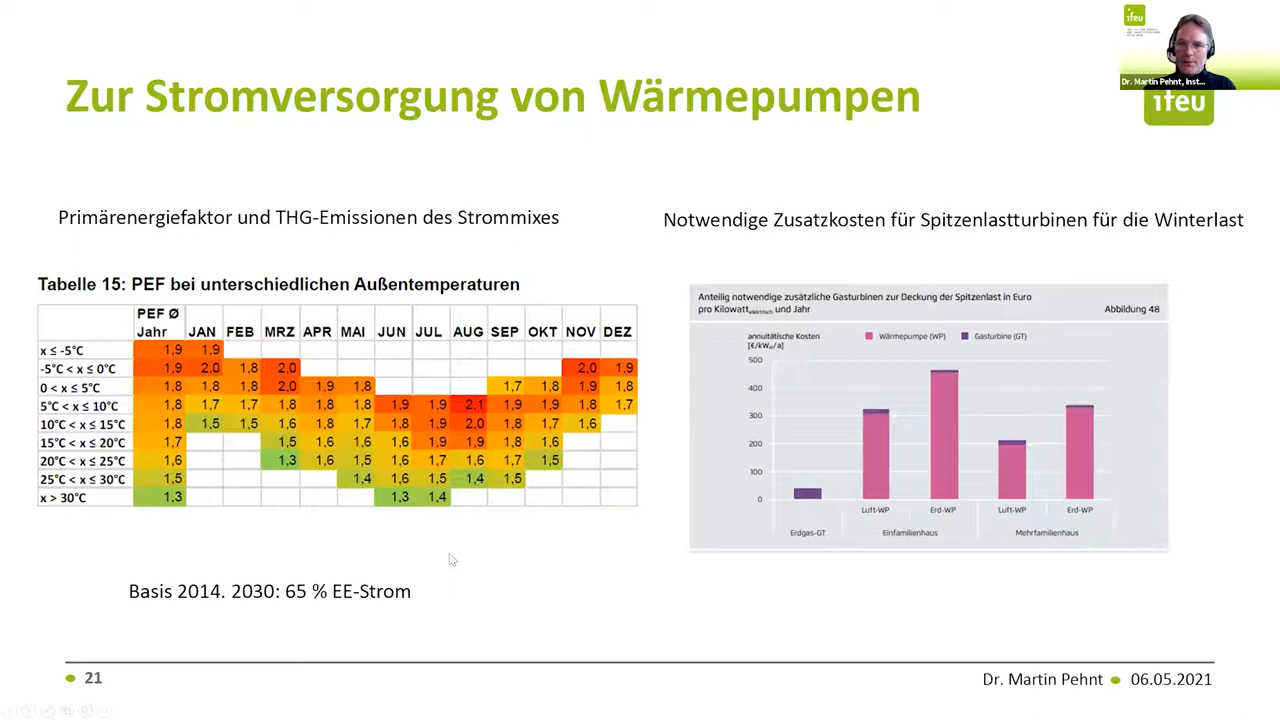 ifeu
Dr. Martin Pehnt, Inst...
ifeu
Zur Stromversorgung von Wärmepumpen
Primärenergiefaktor und THG-Emissionen des Strommixes
Tabelle 15: PEF bei unterschiedlichen Außentemperaturen
PEF Ø
Jahr JAN FEB MRZ APR MAI JUN JUL AUG SEP OKT NOV DEZ
x ≤ -5°C 1,9 1,9
-5°C < x ≤ 0°C 1,9 2,0 1,8 2,0 2,0 1,9
0 < x ≤ 5°C 1,8 1,8 1,8 2,0 1,9 1,8 1,7 1,8 1,9 1,8
5°C < x ≤ 10°C 1,8 1,7 1,7 1,8 1,8 1,8 1,9 1,9 2,1 1,9 1,9 1,8 1,7
10°C < x ≤ 15°C 1,8 1,5 1,5 1,6 1,8 1,7 1,8 1,9 2,0 1,8 1,7 1,6
15°C < x ≤ 20°C 1,7 1,5 1,6 1,6 1,6 1,9 1,9 1,8 1,6
20°C < x ≤ 25°C 1,6 1,3 1,6 1,5 1,6 1,7 1,6 1,7 1,5
25°C < x ≤ 30°C 1,5 1,4 1,6 1,5 1,4 1,5
x > 30°C 1,3 1,3 1,4
Basis 2014. 2030: 65 % EE-Strom
Notwendige Zusatzkosten für Spitzenlastturbinen für die Winterlast
Anteilig notwendige zusätzliche Gasturbinen zur Deckung der Spitzenlast in Euro
pro Kilowattelektrisch und Jahr Abbildung 48
annuitätische Kosten
[€/kWel/a]
Wärmepumpe (WP) Gasturbine (GT)
500
400
300
200
100
0
Luft-WP Erd-WP Luft-WP Erd-WP
Erdgas-GT Einfamilienhaus Mehrfamilienhaus
21
Dr. Martin Pehnt 06.05.2021